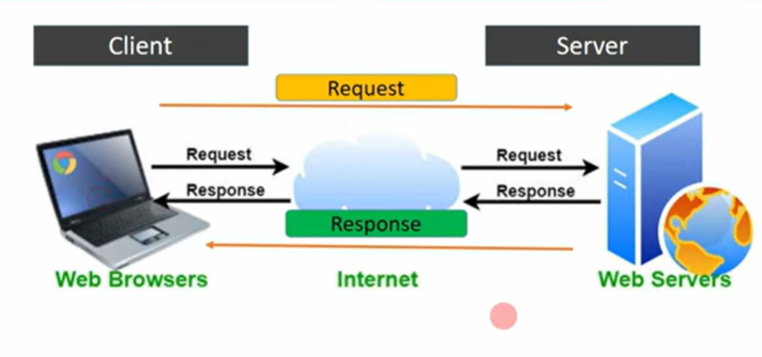 Client
Server
Request
Request
Request
Response
Response
Response
Web Browsers
Internet
Web Servers